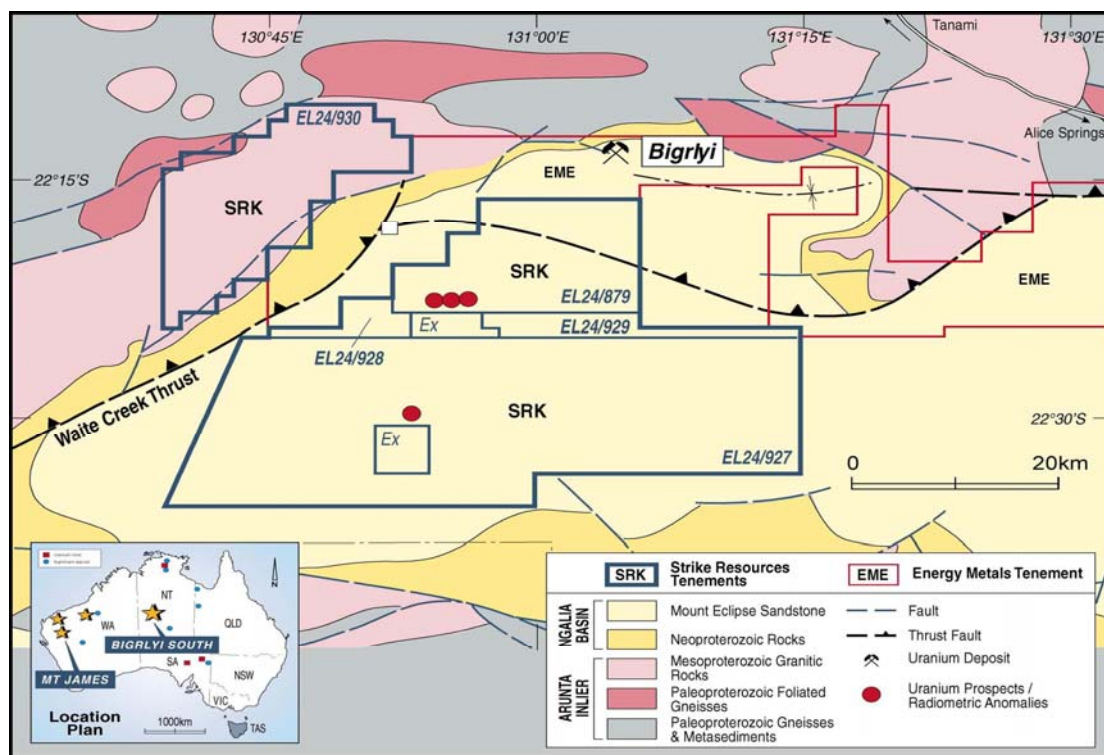 130°45'E
131°00'E
131°15'E
131°30'E
Tanami
Alice Springs
EL24/930
Bigrlyi
EME
22°15'S
SRK
SRK
EL24/879
EME
Ex
EL24/929
EL24/928
Waite Creek Thrust
SRK
22°30'S
Ex
EL24/927
0 20km
N
NT
WA
QLD
BIGRLYI SOUTH
SA
NSW
MT JAMES
VIC
Location
Plan
1000km
TAS
SRK Strike Resources
Tenements
EME Energy Metals Tenement
NGALIA
BASIN
Mount Eclipse Sandstone
Neoproterozoic Rocks
ARUNTA
INLIER
Mesoproterozoic Granitic
Rocks
Paleoproterozoic Foliated
Gneisses
Paleoproterozoic Gneisses
& Metasediments
Fault
Thrust Fault
Uranium Deposit
Uranium Prospects /
Radiometric Anomalies